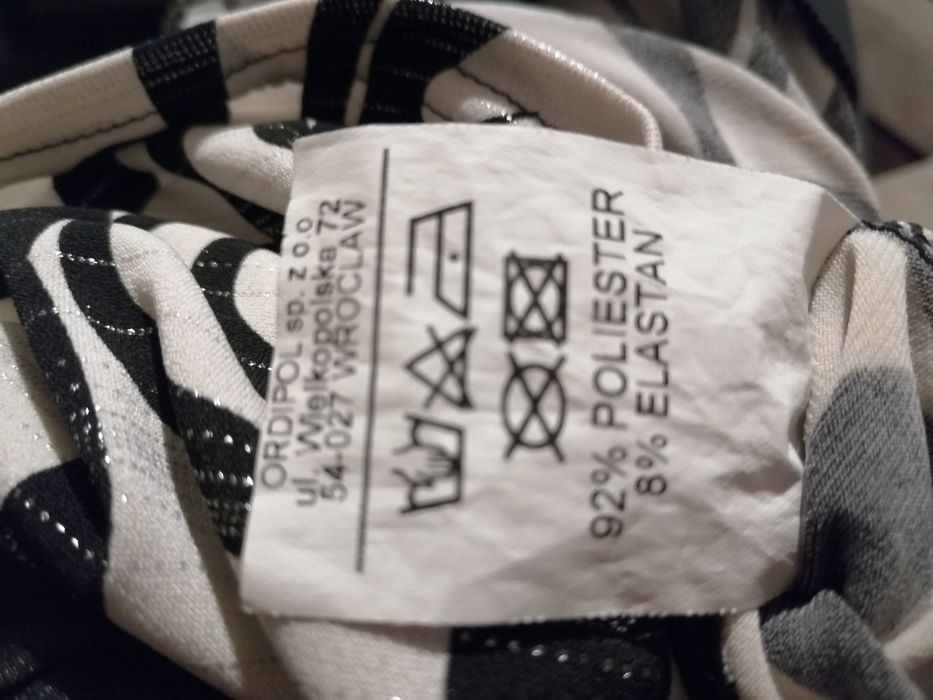 ORDIPOL sp. z o.o
ul Wielkopolska 72
54-027 WROCŁAW
92% POLIESTER
8% ELASTAN